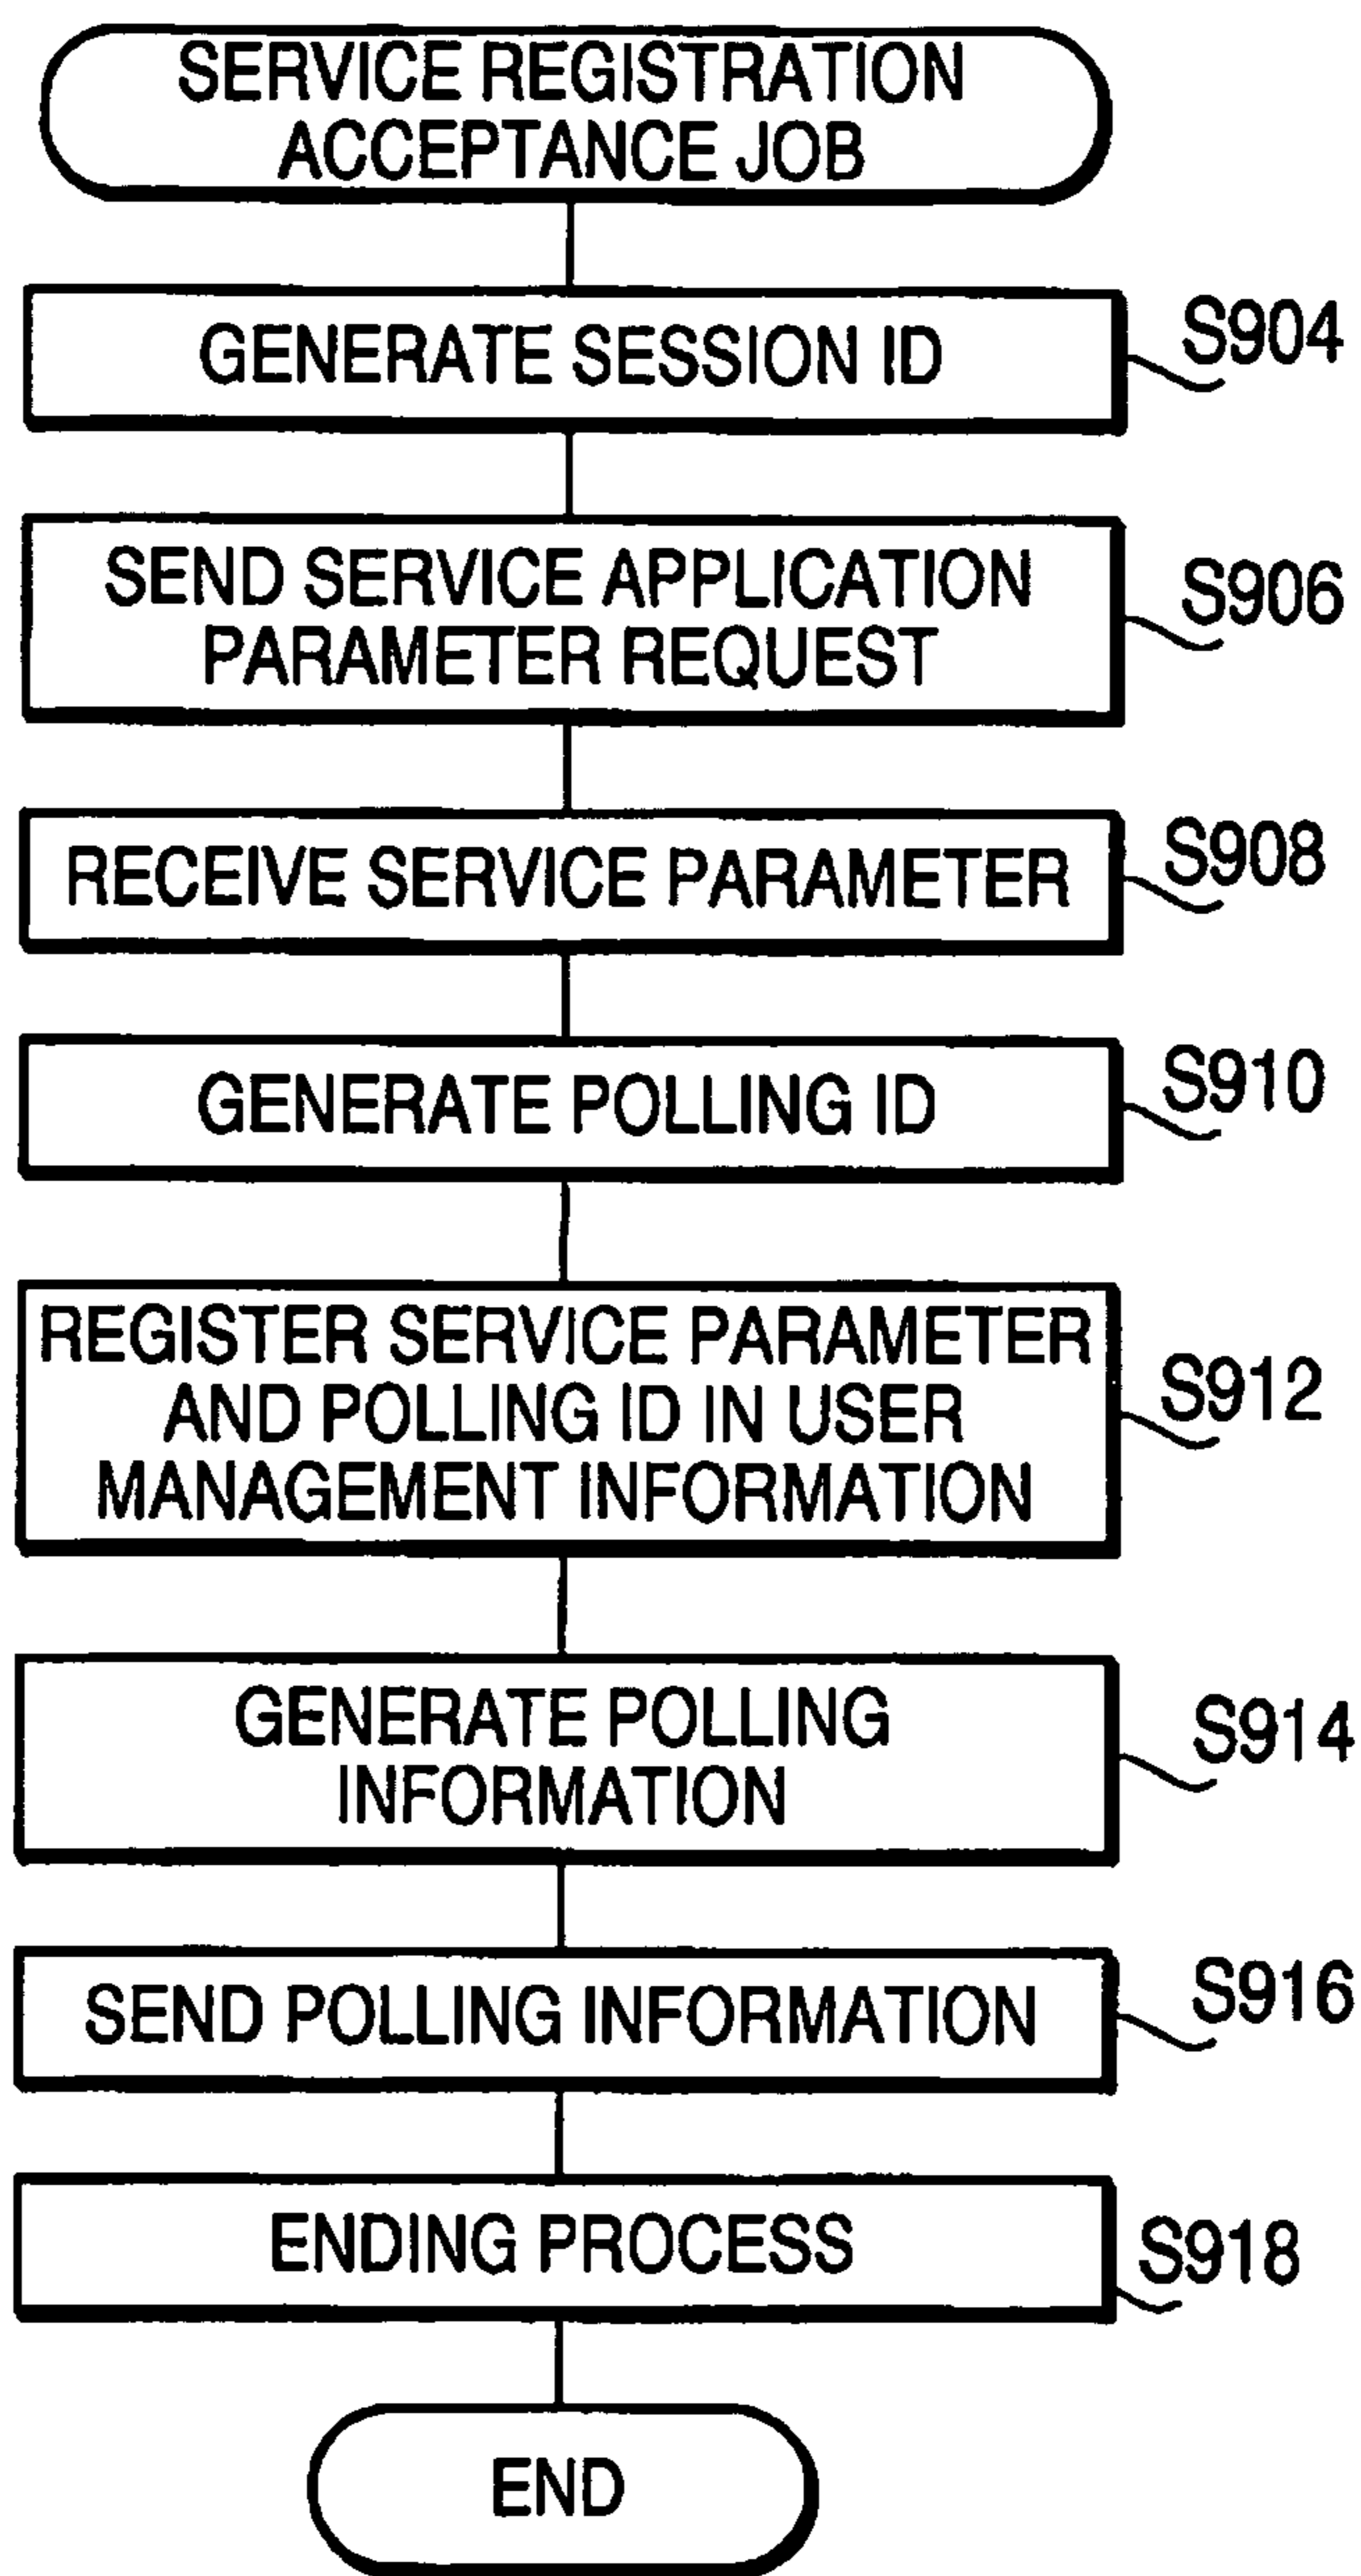 SERVICE REGISTRATION
ACCEPTANCE JOB
GENERATE SESSION ID
S904
SEND SERVICE APPLICATION
PARAMETER REQUEST
S906
RECEIVE SERVICE PARAMETER
S908
GENERATE POLLING ID
S910
REGISTER SERVICE PARAMETER
AND POLLING ID IN USER
MANAGEMENT INFORMATION
S912
GENERATE POLLING
INFORMATION
S914
SEND POLLING INFORMATION
S916
ENDING PROCESS
S918
END